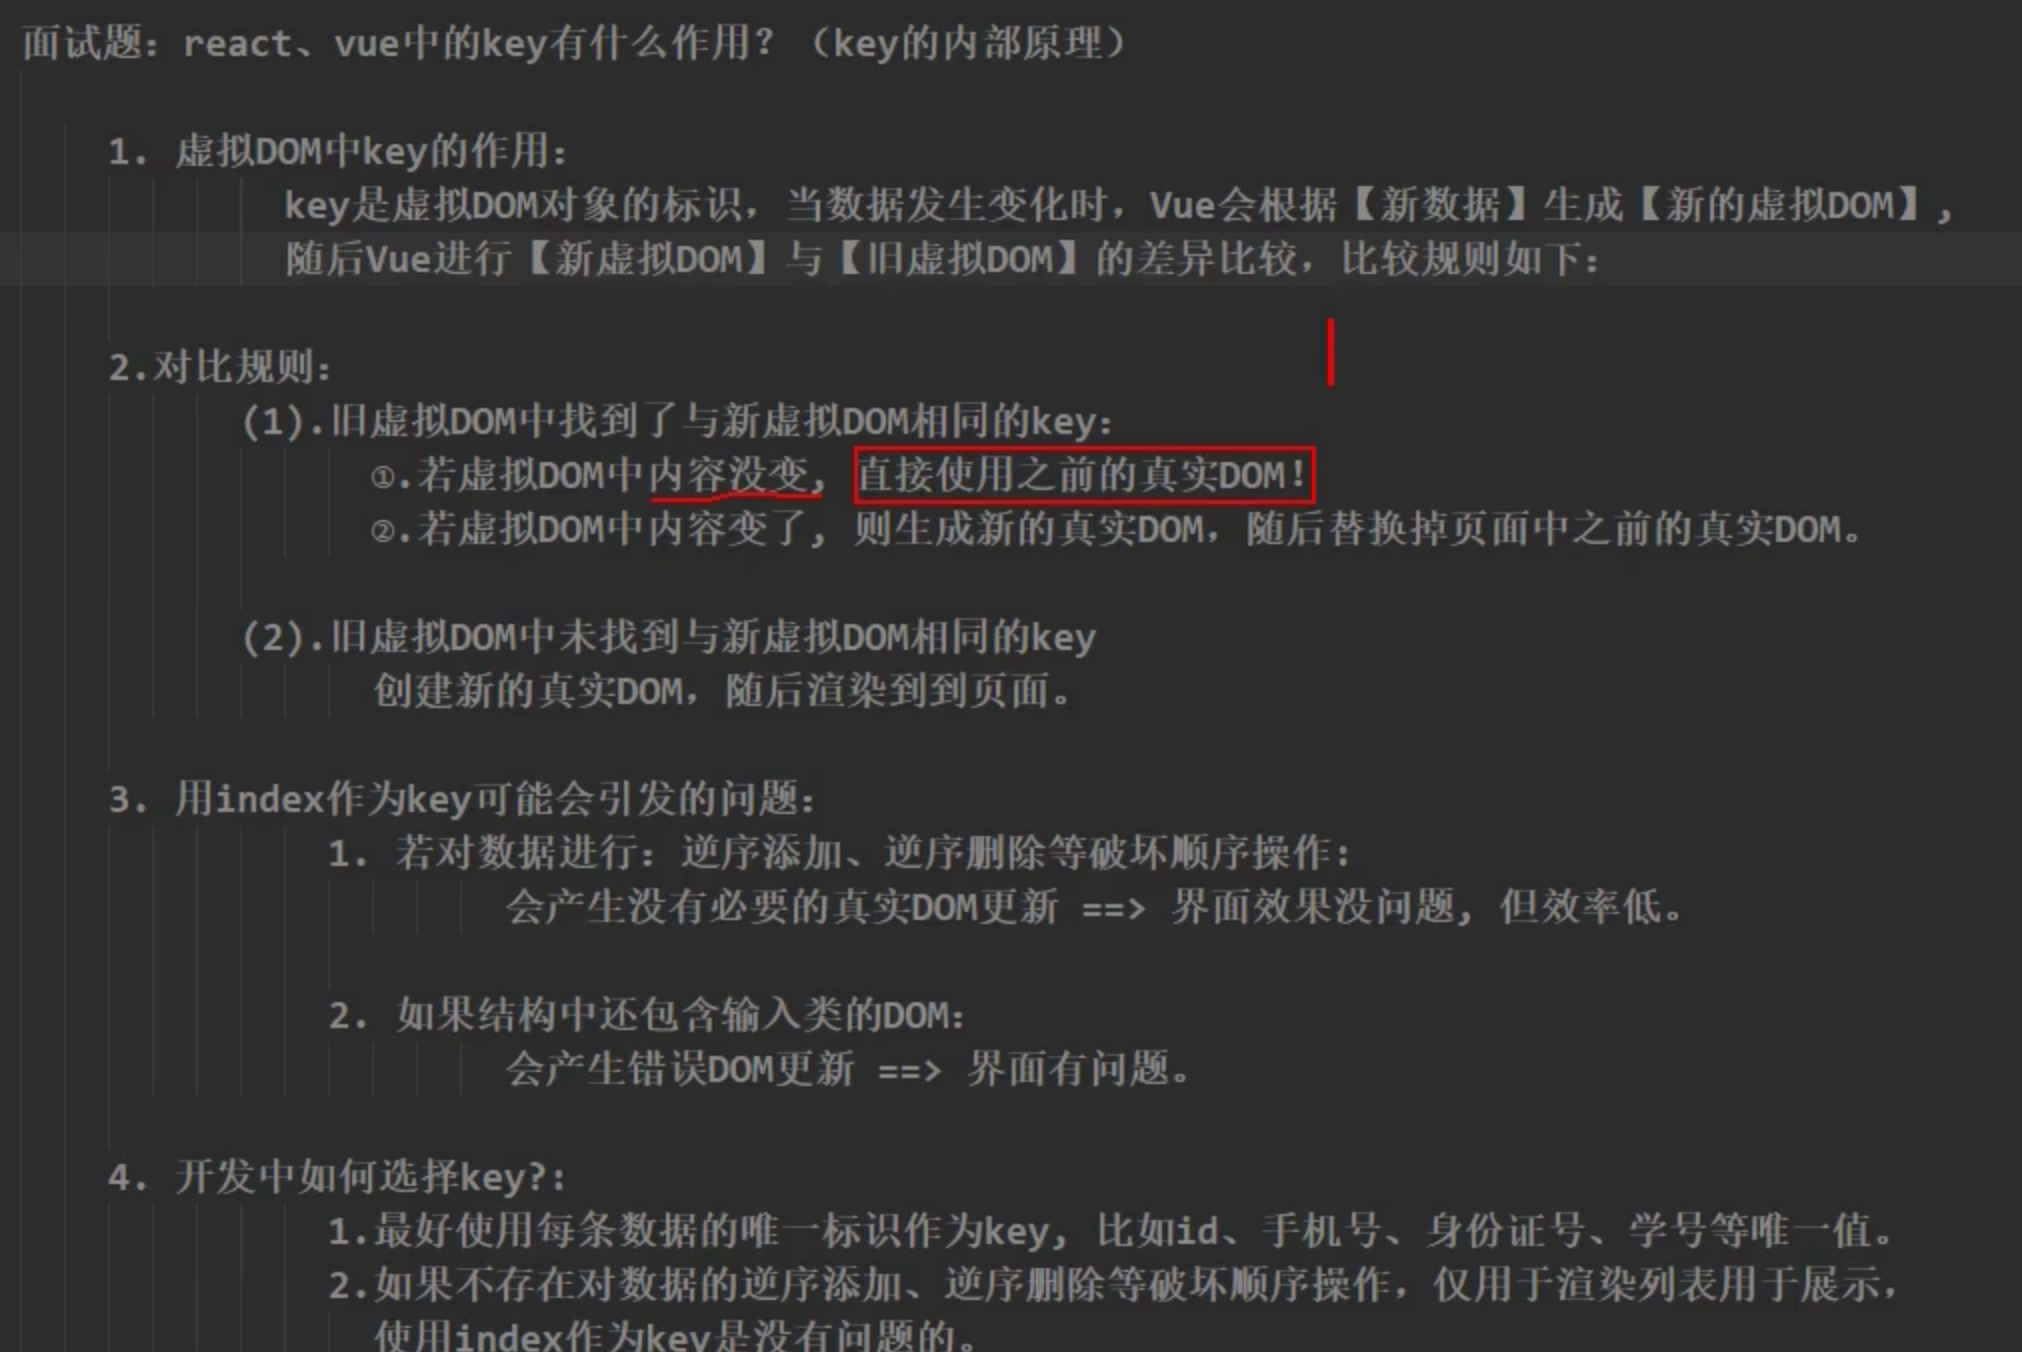 面试题：react、vue中的key有什么作用？（key的内部原理）
1. 虚拟DOM中key的作用：
key是虚拟DOM对象的标识，当数据发生变化时，Vue会根据【新数据】生成【新的虚拟DOM】,
随后Vue进行【新虚拟DOM】与【旧虚拟DOM】的差异比较，比较规则如下：
2.对比规则：
(1).旧虚拟DOM中找到了与新虚拟DOM相同的key：
①.若虚拟DOM中内容没变, 直接使用之前的真实DOM！
②.若虚拟DOM中内容变了, 则生成新的真实DOM，随后替换掉页面中之前的真实DOM。
(2).旧虚拟DOM中未找到与新虚拟DOM相同的key
创建新的真实DOM，随后渲染到到页面。
3. 用index作为key可能会引发的问题：
1. 若对数据进行：逆序添加、逆序删除等破坏顺序操作:
会产生没有必要的真实DOM更新 ==> 界面效果没问题, 但效率低。
2. 如果结构中还包含输入类的DOM：
会产生错误DOM更新 ==> 界面有问题。
4. 开发中如何选择key?:
1.最好使用每条数据的唯一标识作为key, 比如id、手机号、身份证号、学号等唯一值。
2.如果不存在对数据的逆序添加、逆序删除等破坏顺序操作，仅用于渲染列表用于展示，
使用index作为key是没有问题的。